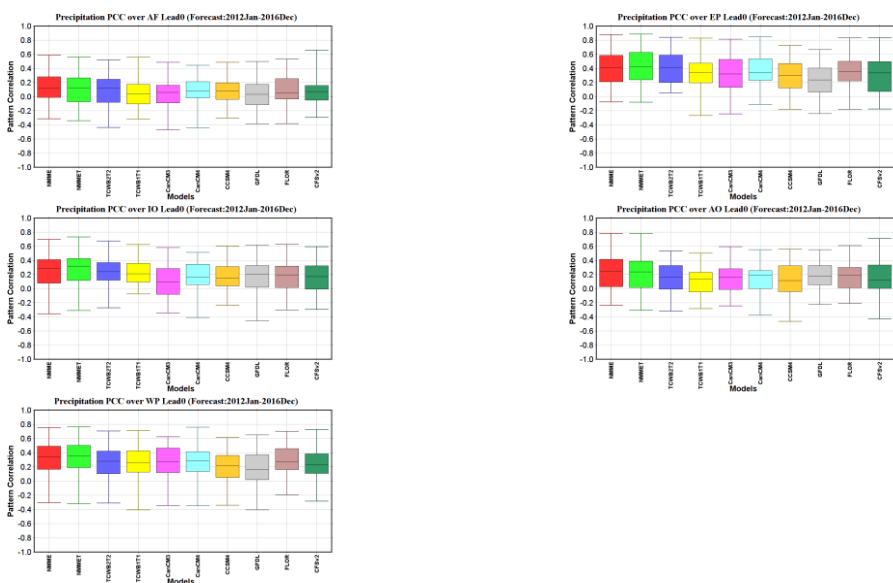 Precipitation PCC over AF Lead0 (Forecast:2012Jan-2016Dec)
Pattern Correlation
1.0
0.8
0.6
0.4
0.2
0.0
-0.2
-0.4
-0.6
-0.8
-1.0
NMME
NMMET
TCWB2T2
TCWB1T1
CanCM3
CanCM4
CCSM4
GFDL
FLOR
CFSv2
Models
Precipitation PCC over EP Lead0 (Forecast:2012Jan-2016Dec)
Pattern Correlation
1.0
0.8
0.6
0.4
0.2
0.0
-0.2
-0.4
-0.6
-0.8
-1.0
NMME
NMMET
TCWB2T2
TCWB1T1
CanCM3
CanCM4
CCSM4
GFDL
FLOR
CFSv2
Models
Precipitation PCC over IO Lead0 (Forecast:2012Jan-2016Dec)
Pattern Correlation
1.0
0.8
0.6
0.4
0.2
0.0
-0.2
-0.4
-0.6
-0.8
-1.0
NMME
NMMET
TCWB2T2
TCWB1T1
CanCM3
CanCM4
CCSM4
GFDL
FLOR
CFSv2
Models
Precipitation PCC over AO Lead0 (Forecast:2012Jan-2016Dec)
Pattern Correlation
1.0
0.8
0.6
0.4
0.2
0.0
-0.2
-0.4
-0.6
-0.8
-1.0
NMME
NMMET
TCWB2T2
TCWB1T1
CanCM3
CanCM4
CCSM4
GFDL
FLOR
CFSv2
Models
Precipitation PCC over WP Lead0 (Forecast:2012Jan-2016Dec)
Pattern Correlation
1.0
0.8
0.6
0.4
0.2
0.0
-0.2
-0.4
-0.6
-0.8
-1.0
NMME
NMMET
TCWB2T2
TCWB1T1
CanCM3
CanCM4
CCSM4
GFDL
FLOR
CFSv2
Models